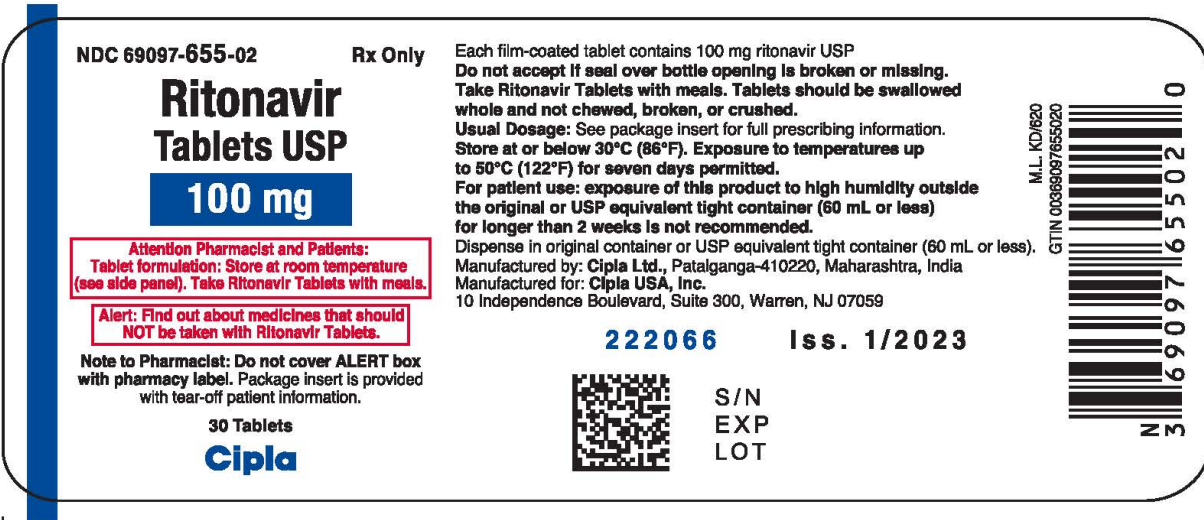 NDC 69097-655-02 Rx Only
Ritonavir
Tablets USP
100 mg
Attention Pharmacist and Patients:
Tablet formulation: Store at room temperature
(see side panel). Take Ritonavir Tablets with meals.
Alert: Find out about medicines that should
NOT be taken with Ritonavir Tablets.
Note to Pharmacist: Do not cover ALERT box
with pharmacy label. Package insert is provided
with tear-off patient information.
30 Tablets
Cipla
Each film-coated tablet contains 100 mg ritonavir USP
Do not accept if seal over bottle opening is broken or missing.
Take Ritonavir Tablets with meals. Tablets should be swallowed
whole and not chewed, broken, or crushed.
Usual Dosage: See package insert for full prescribing information.
Store at or below 30°C (86°F). Exposure to temperatures up
to 50°C (122°F) for seven days permitted.
For patient use: exposure of this product to high humidity outside
the original or USP equivalent tight container (60 mL or less)
for longer than 2 weeks is not recommended.
Dispense in original container or USP equivalent tight container (60 mL or less).
Manufactured by: Cipla Ltd., Patalganga-410220, Maharashtra, India
Manufactured for: Cipla USA, Inc.
10 Independence Boulevard, Suite 300, Warren, NJ 07059
222066 Iss. 1/2023
S/N
EXP
LOT
M.L. KD/620
GTIN 00369097655020
N
3 69097 65502 0